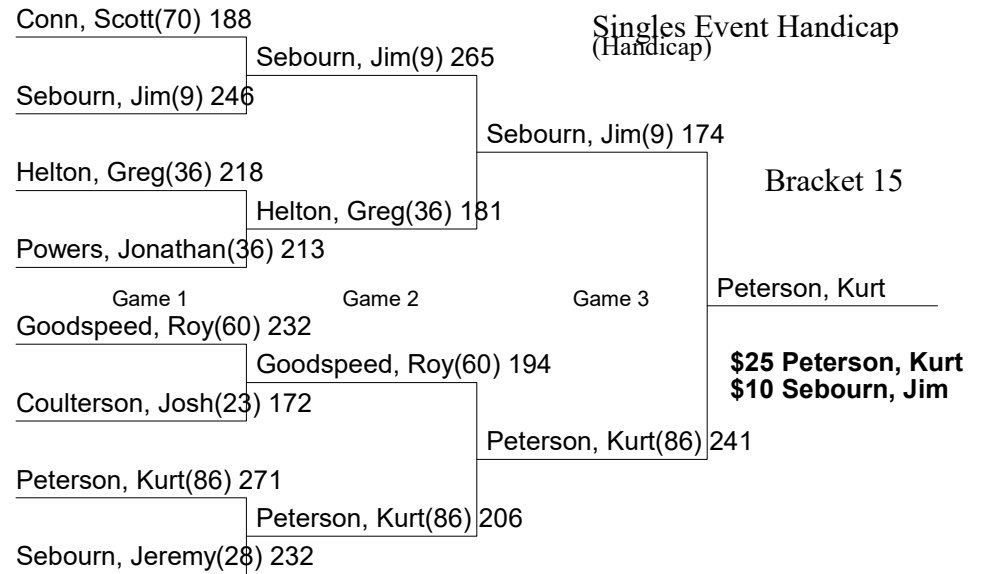 Conn, Scott(70) 188
Singles Event Handicap
(Handicap)
Sebourn, Jim(9) 265
Sebourn, Jim(9) 246
Sebourn, Jim(9) 174
Helton, Greg(36) 218
Bracket 15
Helton, Greg(36) 181
Powers, Jonathan(36) 213
Game 1 Game 2 Game 3
Peterson, Kurt
Goodspeed, Roy(60) 232
Goodspeed, Roy(60) 194
$25 Peterson, Kurt
$10 Sebourn, Jim
Coulterson, Josh(23) 172
Peterson, Kurt(86) 241
Peterson, Kurt(86) 271
Peterson, Kurt(86) 206
Sebourn, Jeremy(28) 232